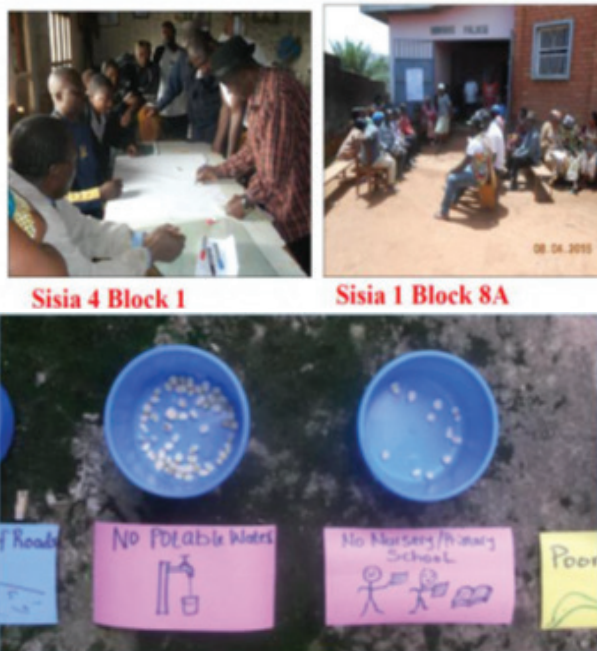 08.04.2015
Sisia 4 Block 1
Sisia 1 Block 8A
f Roads
No Potable Water
No Nursery/Primary
School
Poor